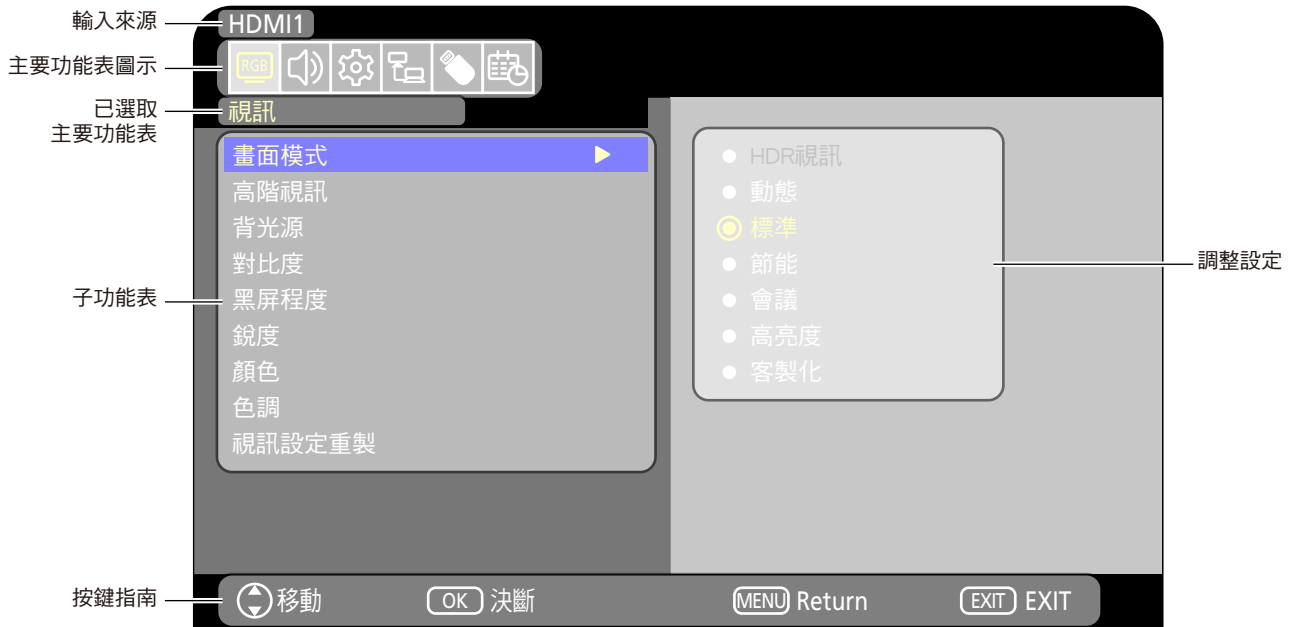 輸入來源
HDMI1
主要功能表圖示
RGB
已選取
主要功能表
視訊
畫面模式
高階視訊
背光源
對比度
子功能表
黑屏程度
銳度
顏色
色調
視訊設定重製
HDR視訊
動態
標準
節能
會議
高亮度
客製化
調整設定
按鍵指南
移動
OK 決斷
MENU Return
EXIT EXIT